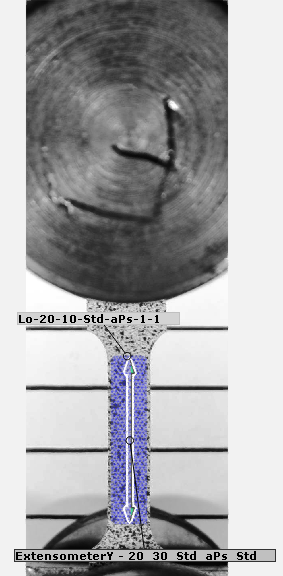 Lo-20-10-Std-aPs-1-1
ExtensometerY - 20 30 Std aPs Std